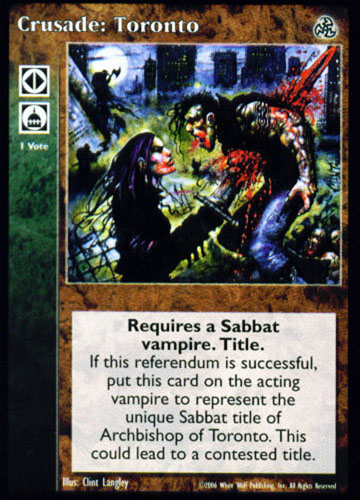 Crusade: Toronto
1 Vote
Requires a Sabbat
vampire. Title.
If this referendum is successful,
put this card on the acting
vampire to represent the
unique Sabbat title of
Archbishop of Toronto. This
could lead to a contested title.
Illus: Clint Langley
©2006 White Wolf Publishing, Inc. All Rights Reserved